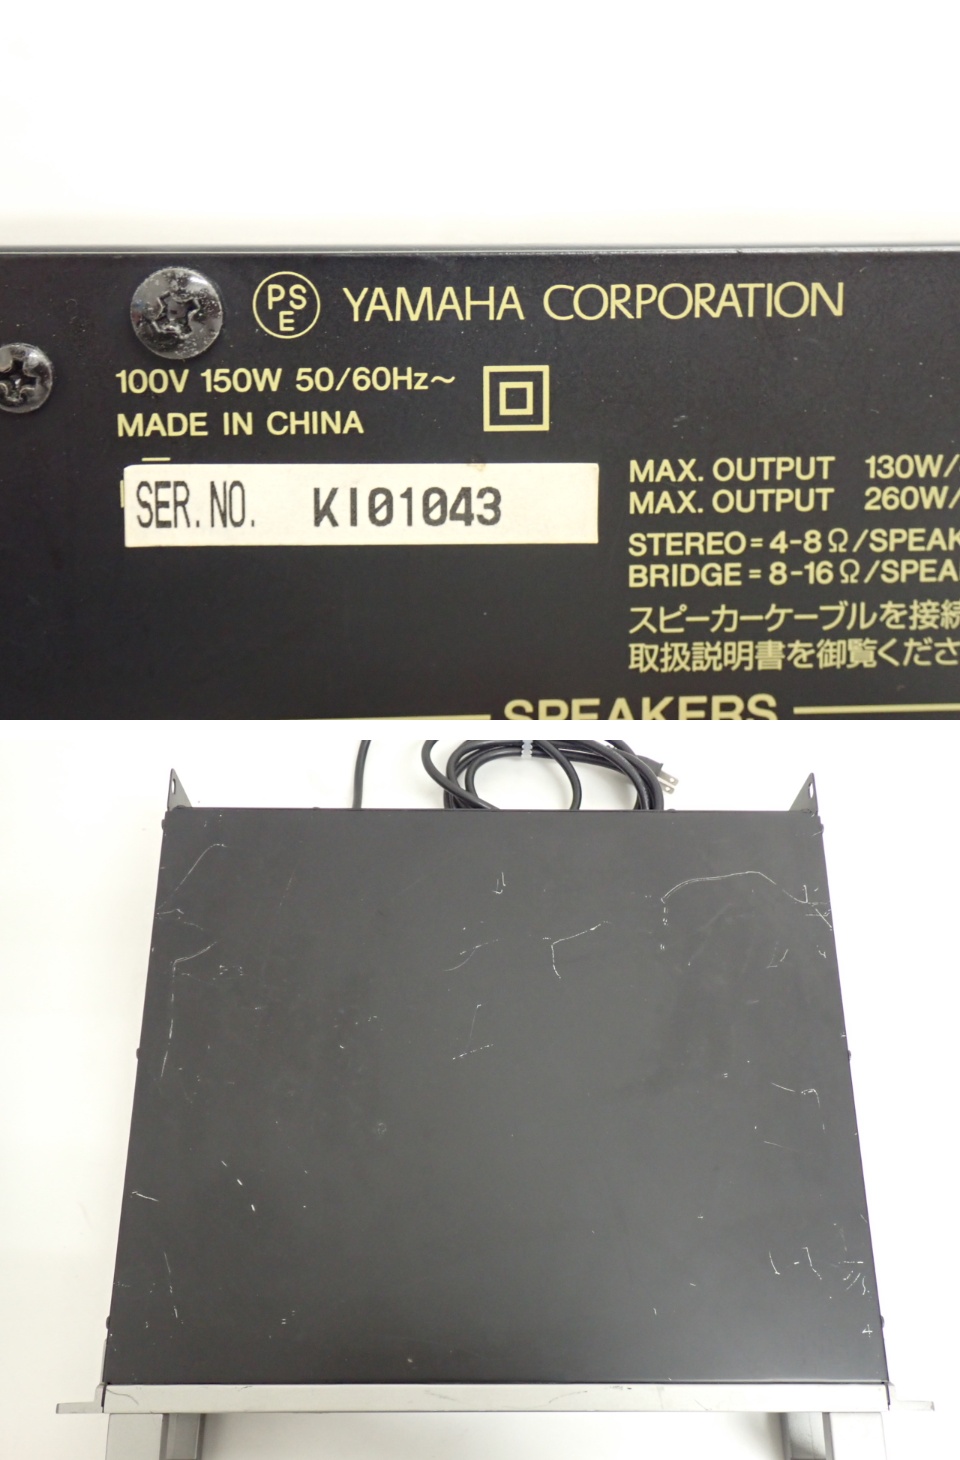 PSE YAMAHA CORPORATION
100V 150W 50/60Hz~
MADE IN CHINA
SER. NO. KI01043
MAX. OUTPUT 130W/
MAX. OUTPUT 260W/
STEREO=4-8Ω/SPEAK
BRIDGE=8-16Ω/SPEA
スピーカーケーブルを接続
取扱説明書を御覧くださ
SPEAKERS